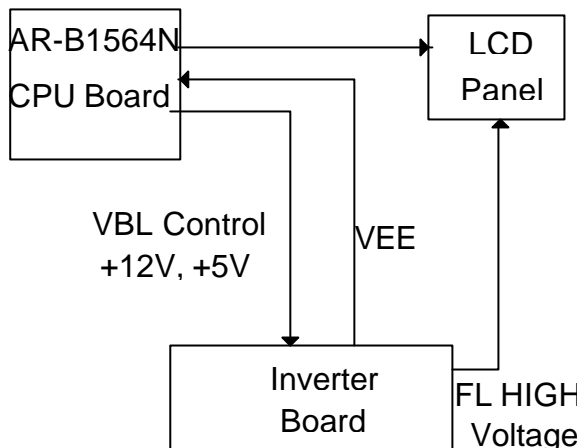 AR-B1564N
CPU Board
LCD
Panel
VBL Control
+12V, +5V
VEE
Inverter
Board
FL HIGH
Voltage